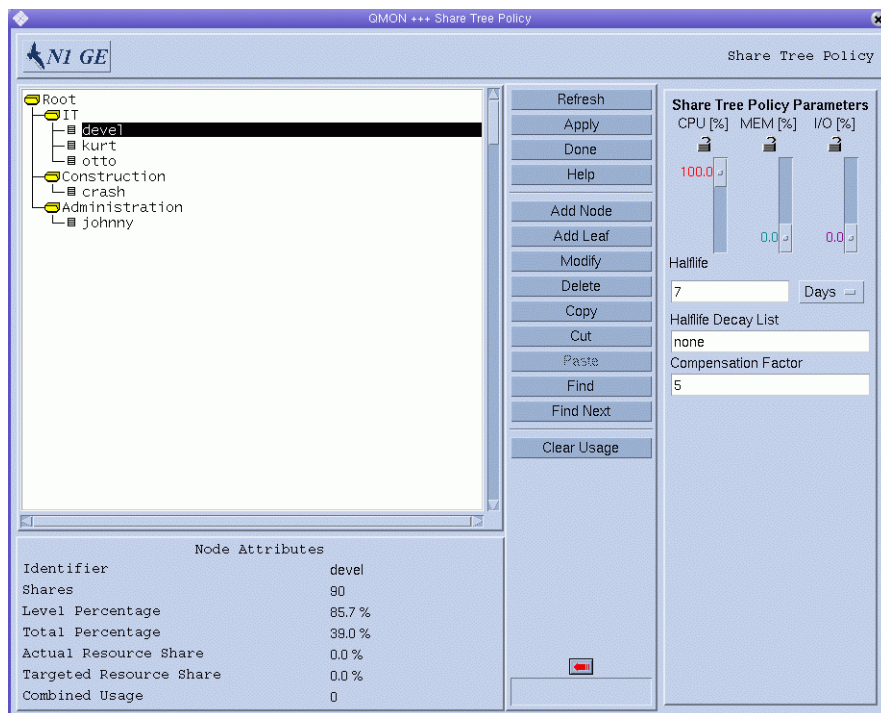 QMON +++ Share Tree Policy
N1 GE
Share Tree Policy
Root
IT
devel
kurt
otto
Construction
crash
Administration
johnny
Refresh
Apply
Done
Help
Add Node
Add Leaf
Modify
Delete
Copy
Cut
Paste
Find
Find Next
Clear Usage
Share Tree Policy Parameters
CPU [%] MEM [%] I/O [%]
100.0 0.0 0.0
Halflife
7 Days
Halflife Decay List
none
Compensation Factor
5
Node Attributes
Identifier devel
Shares 90
Level Percentage 85.7 %
Total Percentage 39.0 %
Actual Resource Share 0.0 %
Targeted Resource Share 0.0 %
Combined Usage 0